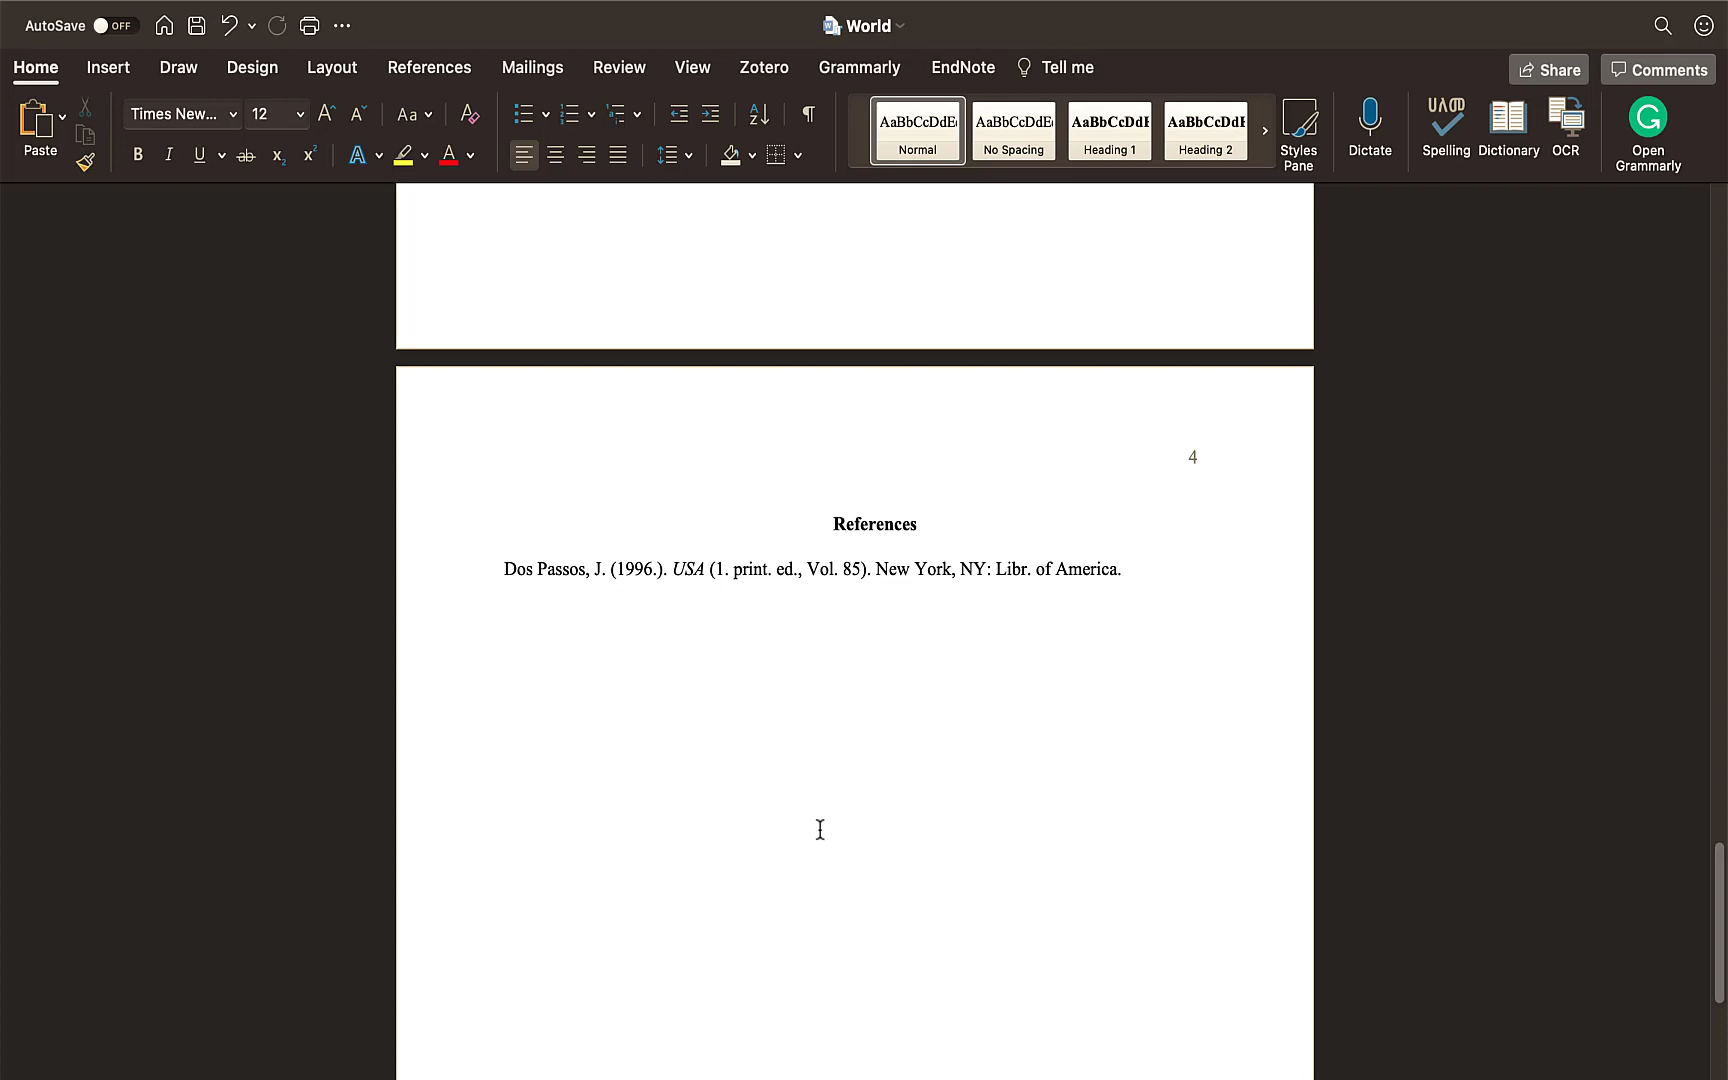 AutoSave OFF World
Home Insert Draw Design Layout References Mailings Review View Zotero Grammarly EndNote Tell me Share Comments
Paste Times New... 12 Aa AaBbCcDdE Normal AaBbCcDdE No Spacing AaBbCcDdE Heading 1 AaBbCcDdE Heading 2 Styles Pane Dictate Spelling Dictionary OCR Open Grammarly
4
References
Dos Passos, J. (1996.). USA (1. print. ed., Vol. 85). New York, NY: Libr. of America.